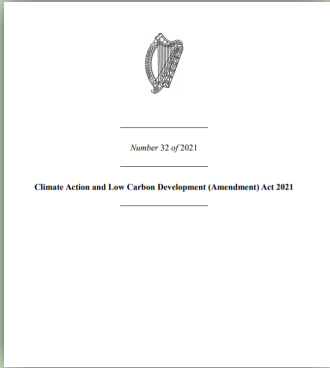 Number 32 of 2021
Climate Action and Low Carbon Development (Amendment) Act 2021